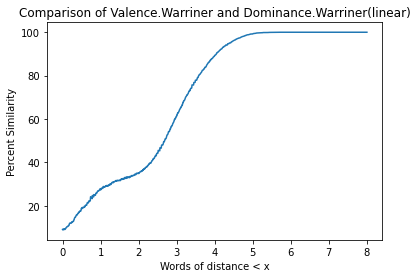 Comparison of Valence.Warriner and Dominance.Warriner(linear)
100
80
60
40
20
Percent Similarity
0 1 2 3 4 5 6 7 8
Words of distance < x